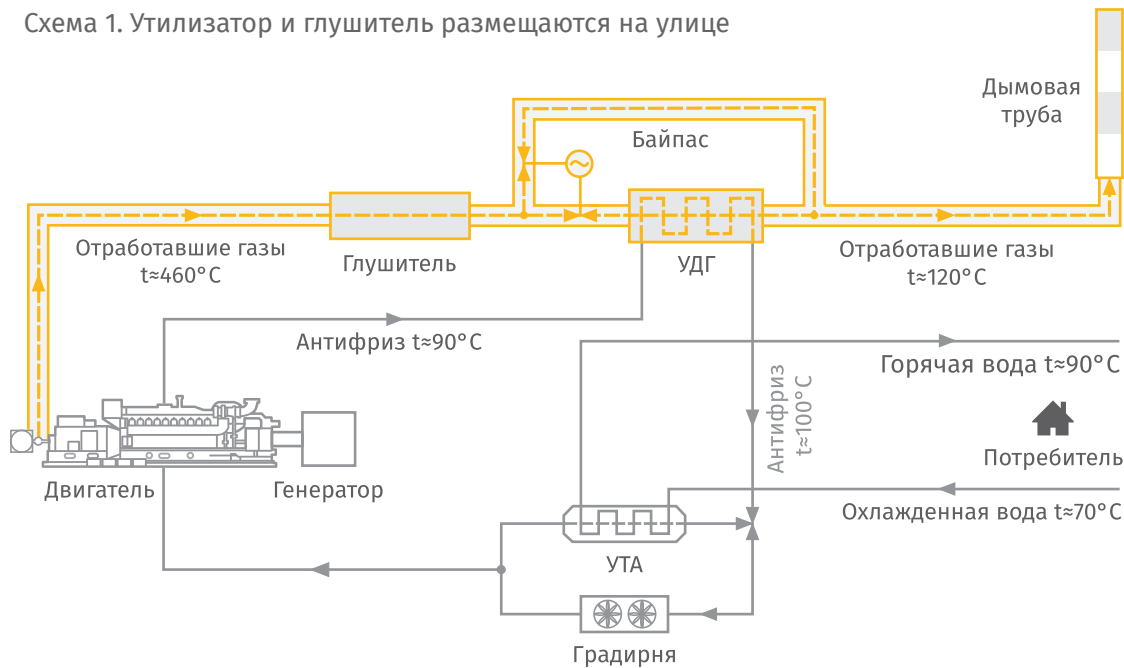 Схема 1. Утилизатор и глушитель размещаются на улице
Дымовая
труба
Байпас
Отработавшие газы
t≈460°C
Глушитель
УДГ
Отработавшие газы
t≈120°C
Антифриз t≈90°C
Горячая вода t≈90°C
Антифриз
t≈100°C
Потребитель
Двигатель
Генератор
Охлажденная вода t≈70°C
УТА
Градирня